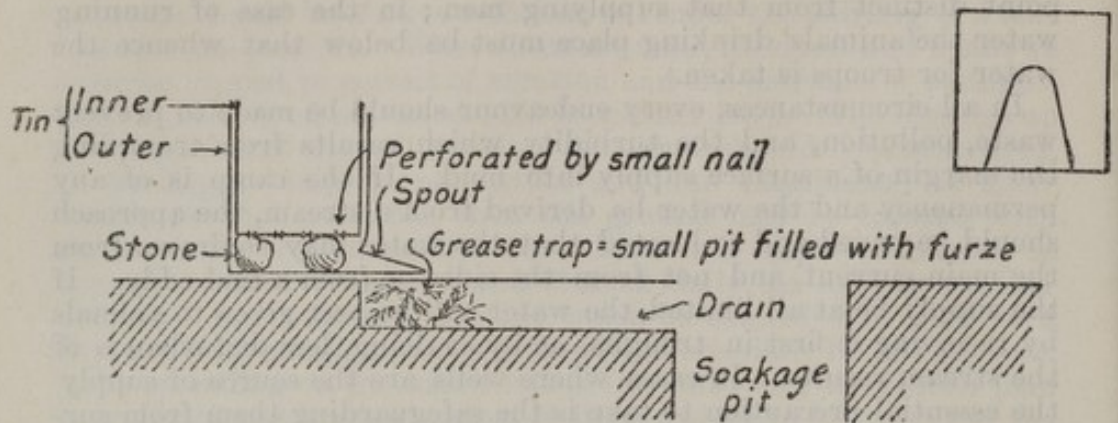 Tin
Inner
Outer
Perforated by small nail
Spout
Stone
Grease trap = small pit filled with furze
Drain
Soakage
pit